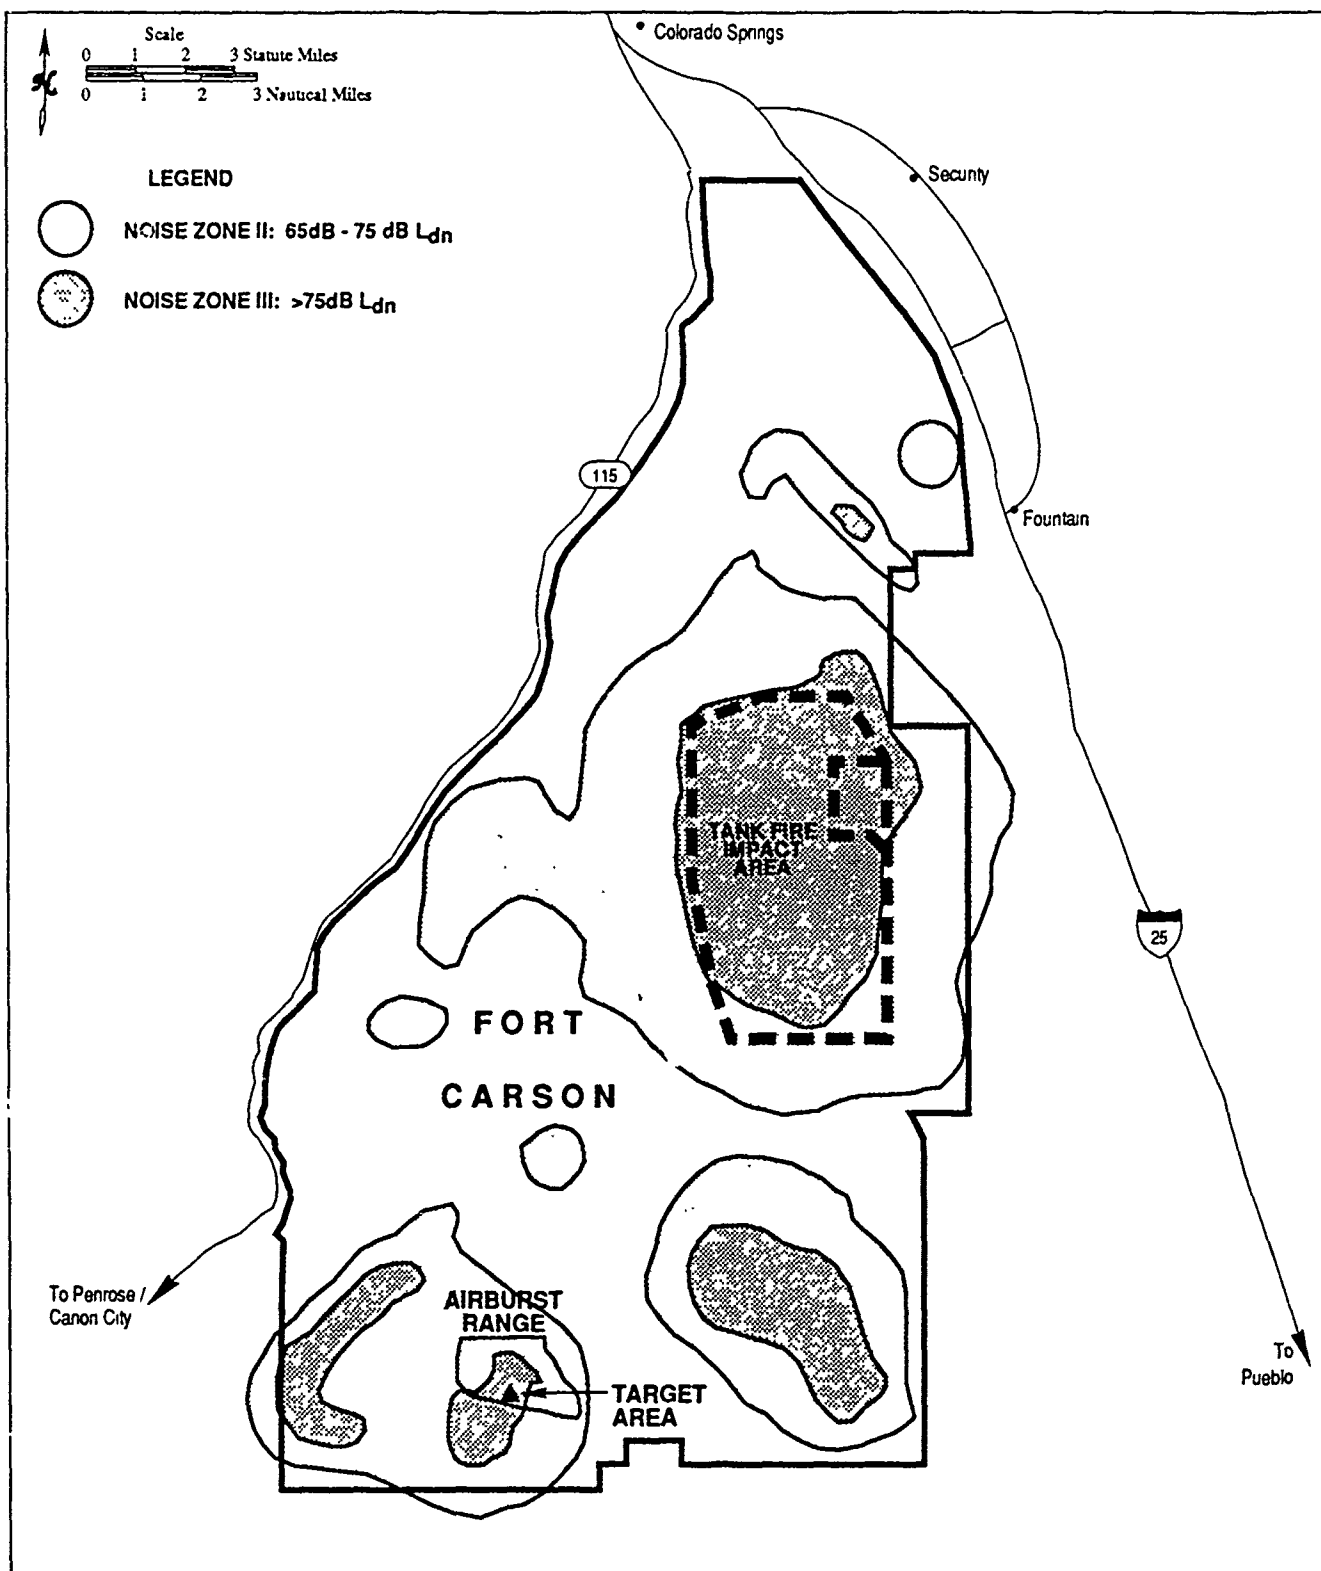 Scale
0 1 2 3 Statute Miles
0 1 2 3 Nautical Miles
Colorado Springs
LEGEND
NOISE ZONE II: 65dB - 75 dB Ldn
NOISE ZONE III: >75dB Ldn
Security
115
Fountain
TANK FIRE
IMPACT
AREA
25
FORT
CARSON
To Penrose /
Canon City
AIRBURST
RANGE
TARGET
AREA
To
Pueblo